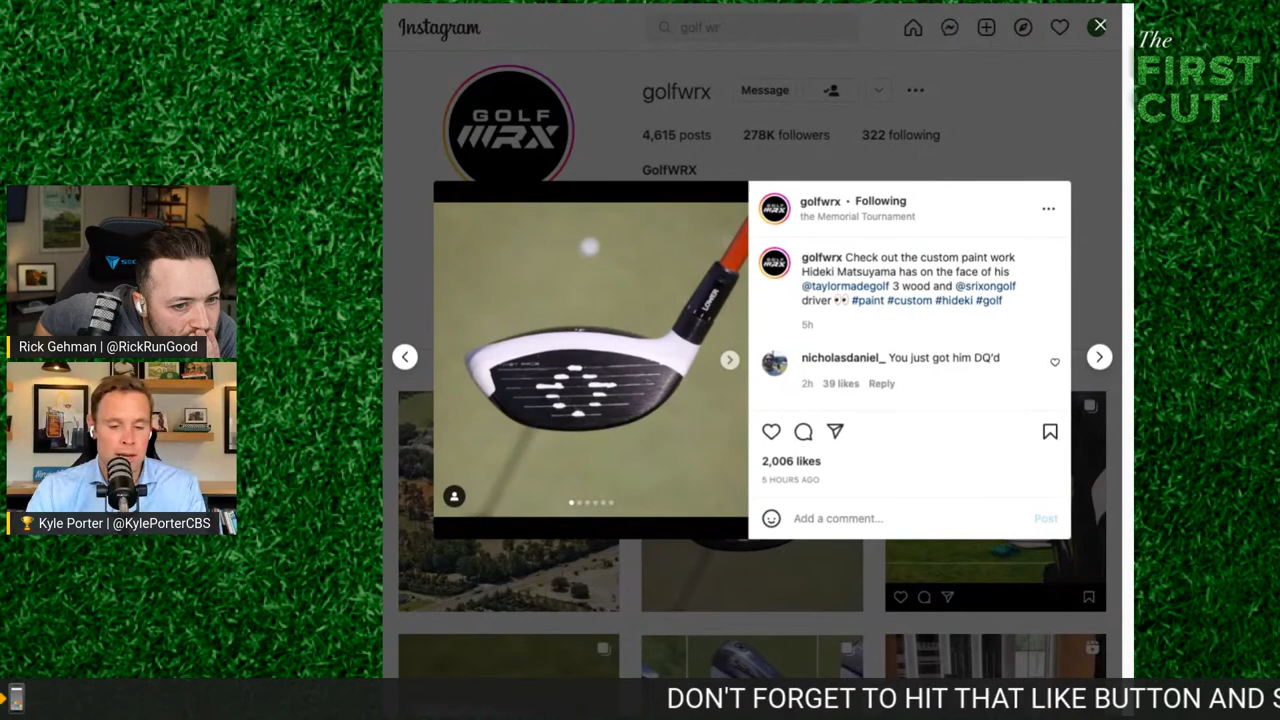 Instagram
golf wr
The
FIRST
CUT
golfwrx
Message
4,615 posts 278K followers 322 following
GolfWRX
GOLF
WRX
golfwrx • Following
the Memorial Tournament
golfwrx Check out the custom paint work
Hideki Matsuyama has on the face of his
@taylormadegolf 3 wood and @srixongolf
driver 👀 #paint #custom #hideki #golf
5h
nicholasdaniel_ You just got him DQ'd
2h 39 likes Reply
2,006 likes
5 HOURS AGO
Add a comment... Post
LOWER
Rick Gehman | @RickRunGood
🏆 Kyle Porter | @KylePorterCBS
DON'T FORGET TO HIT THAT LIKE BUTTON AND S